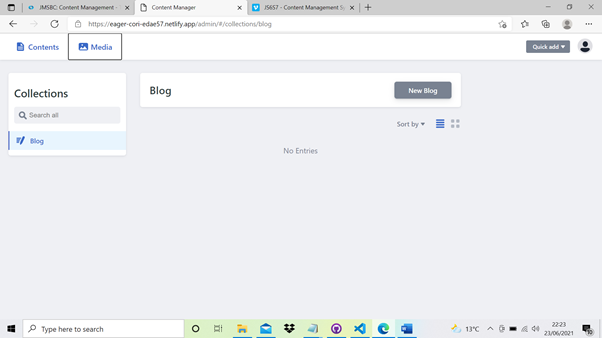 JMSBC: Content Management -
Content Manager
JS6S7 - Content Management Sy
https://eager-cori-edae57.netlify.app/admin/#/collections/blog
Contents
Media
Quick add
Collections
Search all
Blog
Blog
New Blog
Sort by
No Entries
Type here to search
13°C
22:23
23/06/2021